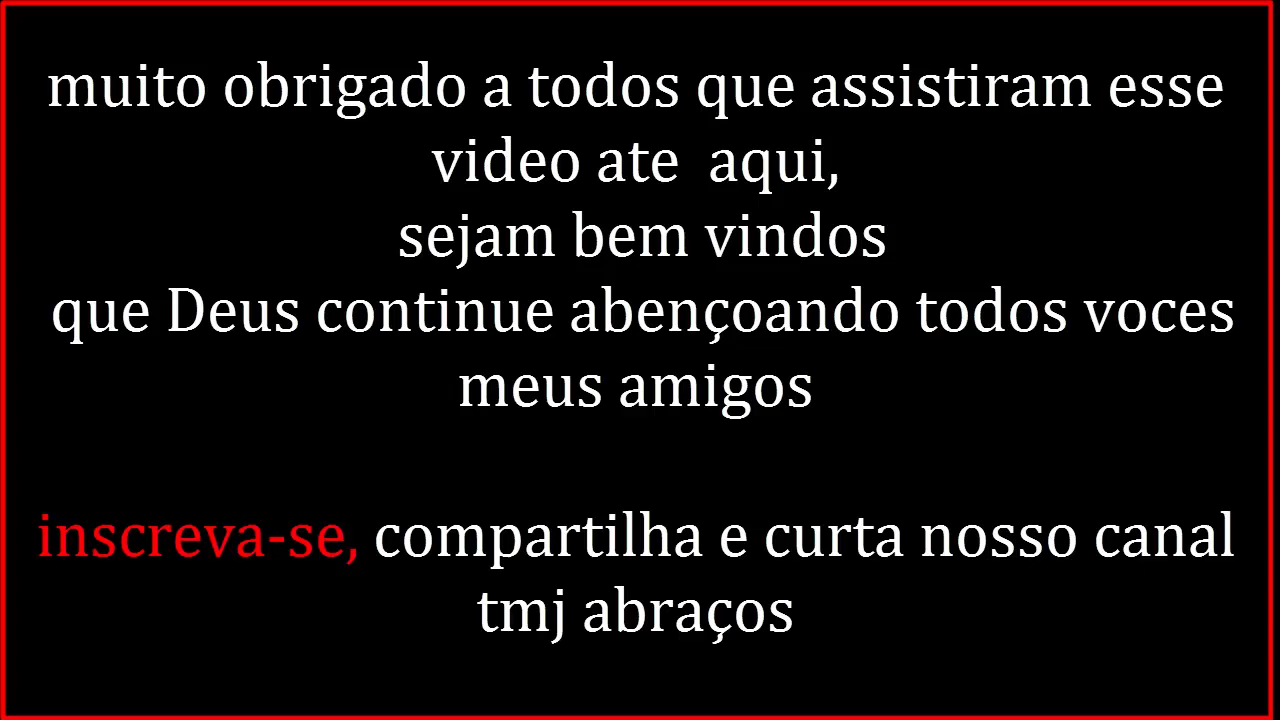 muito obrigado a todos que assistiram esse
video ate  aqui,
sejam bem vindos
que Deus continue abençoando todos voces
meus amigos
inscreva-se, compartilha e curta nosso canal
tmj abraços